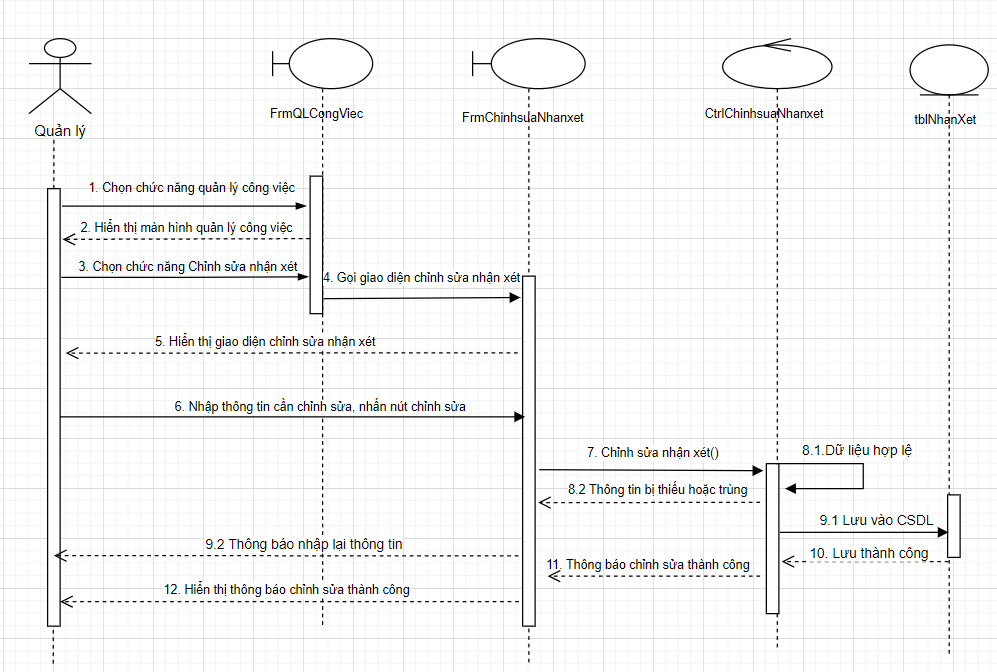 FrmQLCongViec
FrmChinhsuaNhanxet
CtrlChinhsuaNhanxet
tblNhanXet
Quản lý
1. Chọn chức năng quản lý công việc
2. Hiển thị màn hình quản lý công việc
3. Chọn chức năng Chỉnh sửa nhận xét
4. Gọi giao diện chỉnh sửa nhận xét
5. Hiển thị giao diện chỉnh sửa nhận xét
6. Nhập thông tin cần chỉnh sửa, nhấn nút chỉnh sửa
7. Chỉnh sửa nhận xét()
8.1.Dữ liệu hợp lệ
8.2 Thông tin bị thiếu hoặc trùng
9.1 Lưu vào CSDL
9.2 Thông báo nhập lại thông tin
10. Lưu thành công
11. Thông báo chỉnh sửa thành công
12. Hiển thị thông báo chỉnh sửa thành công